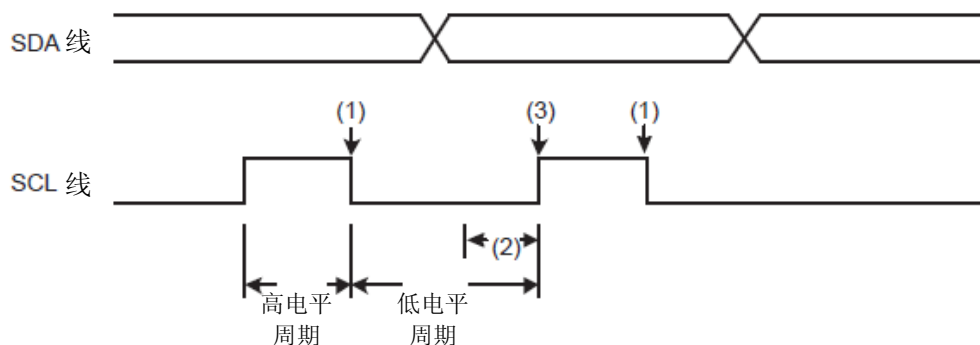 SDA 线
(1)
(3)
(1)
SCL 线
(2)
高电平
周期
低电平
周期